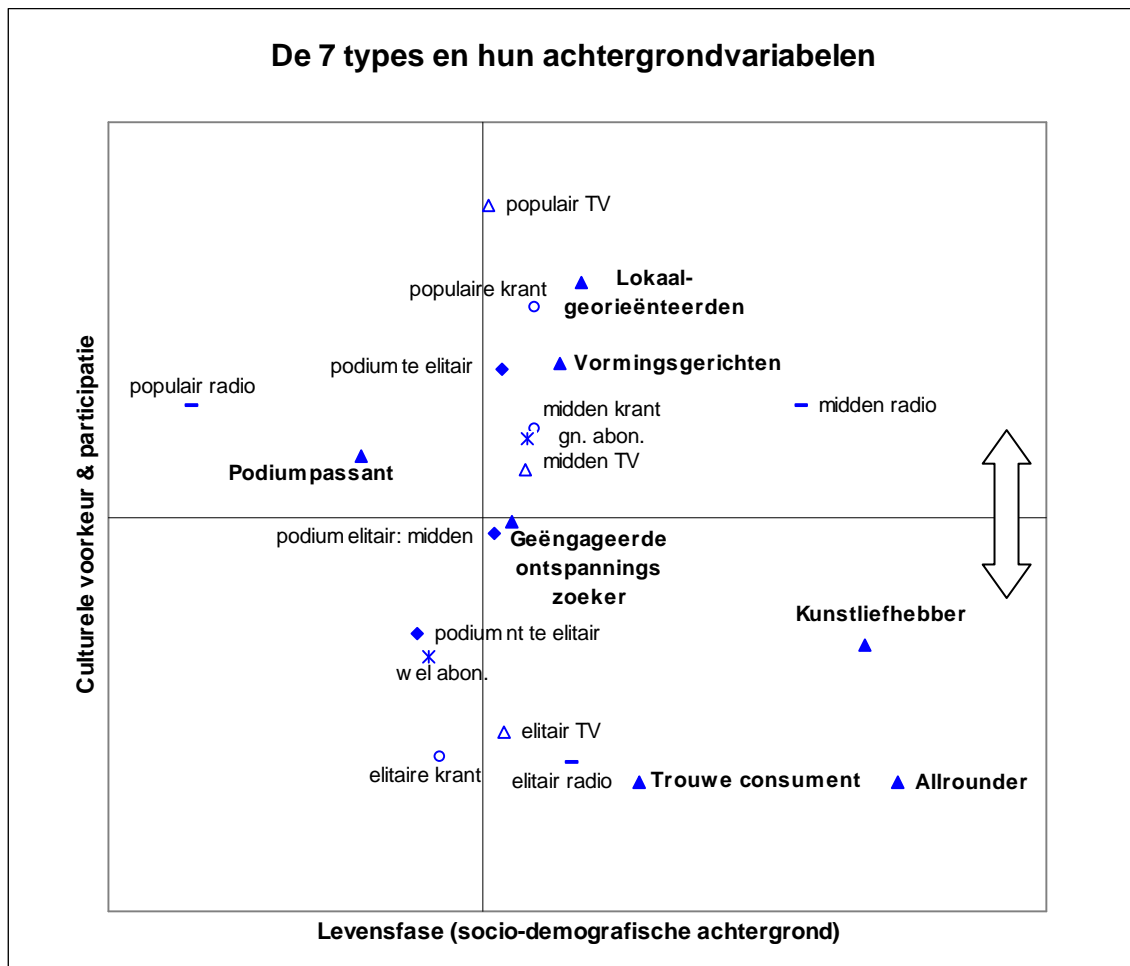 De 7 types en hun achtergrondvariabelen
populair TV
Lokaal-
georieënteerden
populaire krant
podium te elitair
Vormingsgerichten
populair radio
midden krant
midden radio
gn. abon.
midden TV
Podiumpassant
podium elitair: midden
Geëngageerde
ontspannings
zoeker
Kunstliefhebber
podium nt te elitair
wel abon.
elitair TV
elitaire krant
elitair radio
Trouwe consument
Allrounder
Culturele voorkeur & participatie
Levensfase (socio-demografische achtergrond)